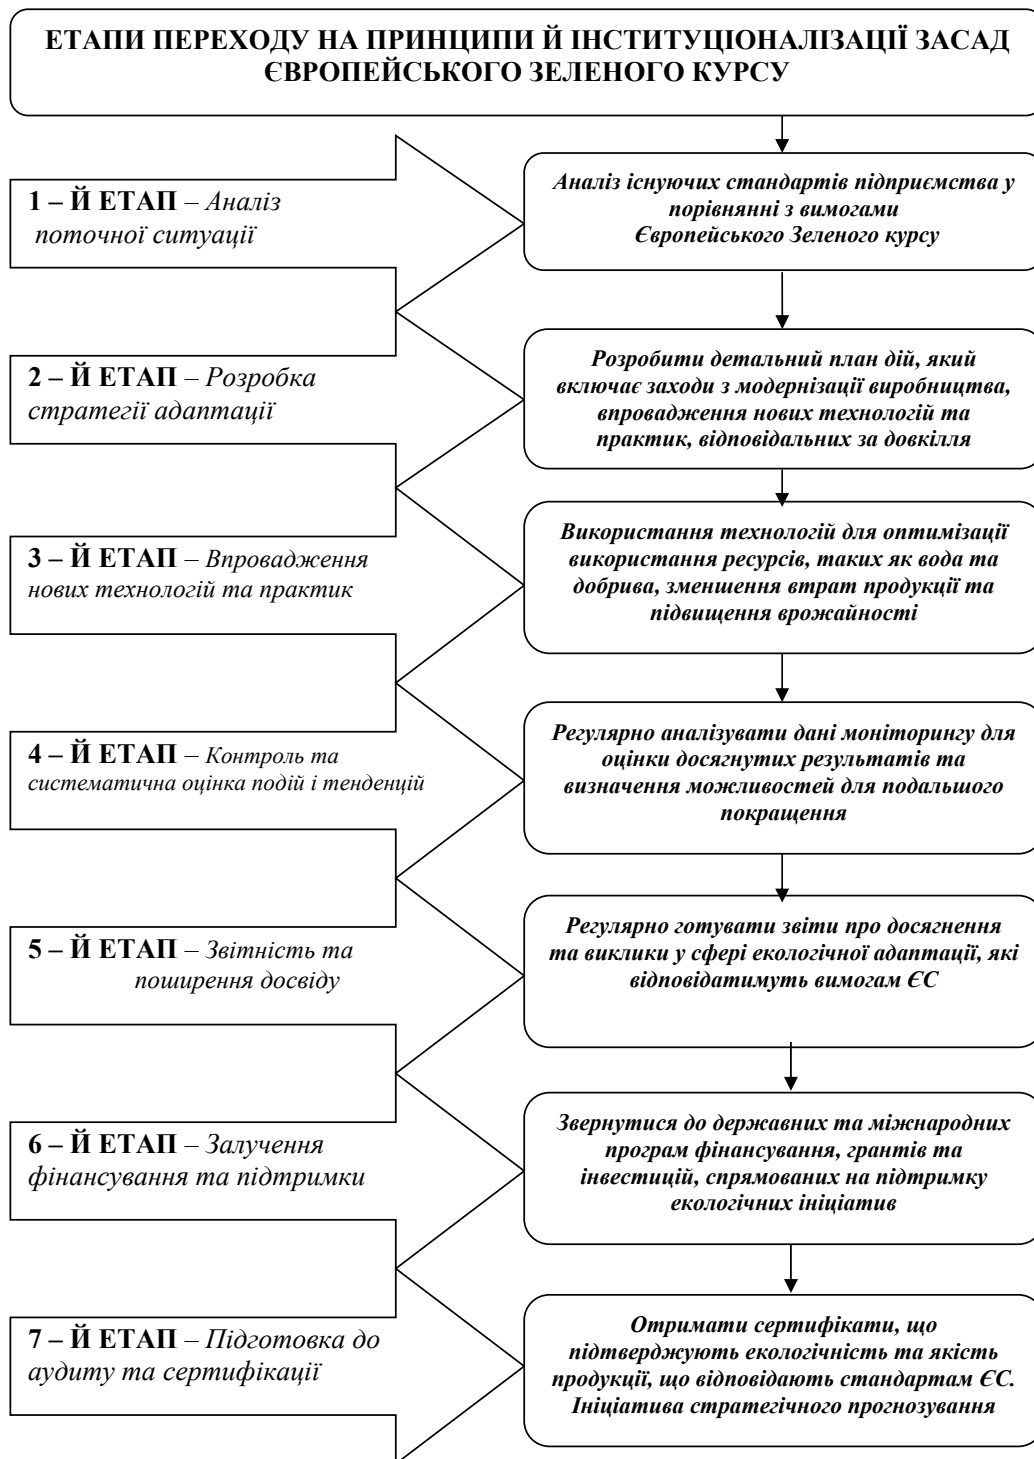 ЕТАПИ ПЕРЕХОДУ НА ПРИНЦИПИ Й ІНСТИТУЦІОНАЛІЗАЦІЇ ЗАСАД
ЄВРОПЕЙСЬКОГО ЗЕЛЕНОГО КУРСУ
1 – Й ЕТАП – Аналіз
поточної ситуації
Аналіз існуючих стандартів підприємства у
порівнянні з вимогами
Європейського Зеленого курсу
2 – Й ЕТАП – Розробка
стратегії адаптації
Розробити детальний план дій, який
включає заходи з модернізації виробництва,
впровадження нових технологій та
практик, відповідальних за довкілля
3 – Й ЕТАП – Впровадження
нових технологій та практик
Використання технологій для оптимізації
використання ресурсів, таких як вода та
добрива, зменшення втрат продукції та
підвищення врожайності
4 – Й ЕТАП – Контроль та
систематична оцінка подій і тенденцій
Регулярно аналізувати дані моніторингу для
оцінки досягнутих результатів та
визначення можливостей для подальшого
покращення
5 – Й ЕТАП – Звітність та
поширення досвіду
Регулярно готувати звіти про досягнення
та виклики у сфері екологічної адаптації, які
відповідатимуть вимогам ЄС
6 – Й ЕТАП – Залучення
фінансування та підтримки
Звернутися до державних та міжнародних
програм фінансування, грантів та
інвестицій, спрямованих на підтримку
екологічних ініціатив
7 – Й ЕТАП – Підготовка до
аудиту та сертифікації
Отримати сертифікати, що
підтверджують екологічність та якість
продукції, що відповідають стандартам ЄС.
Ініціатива стратегічного прогнозування